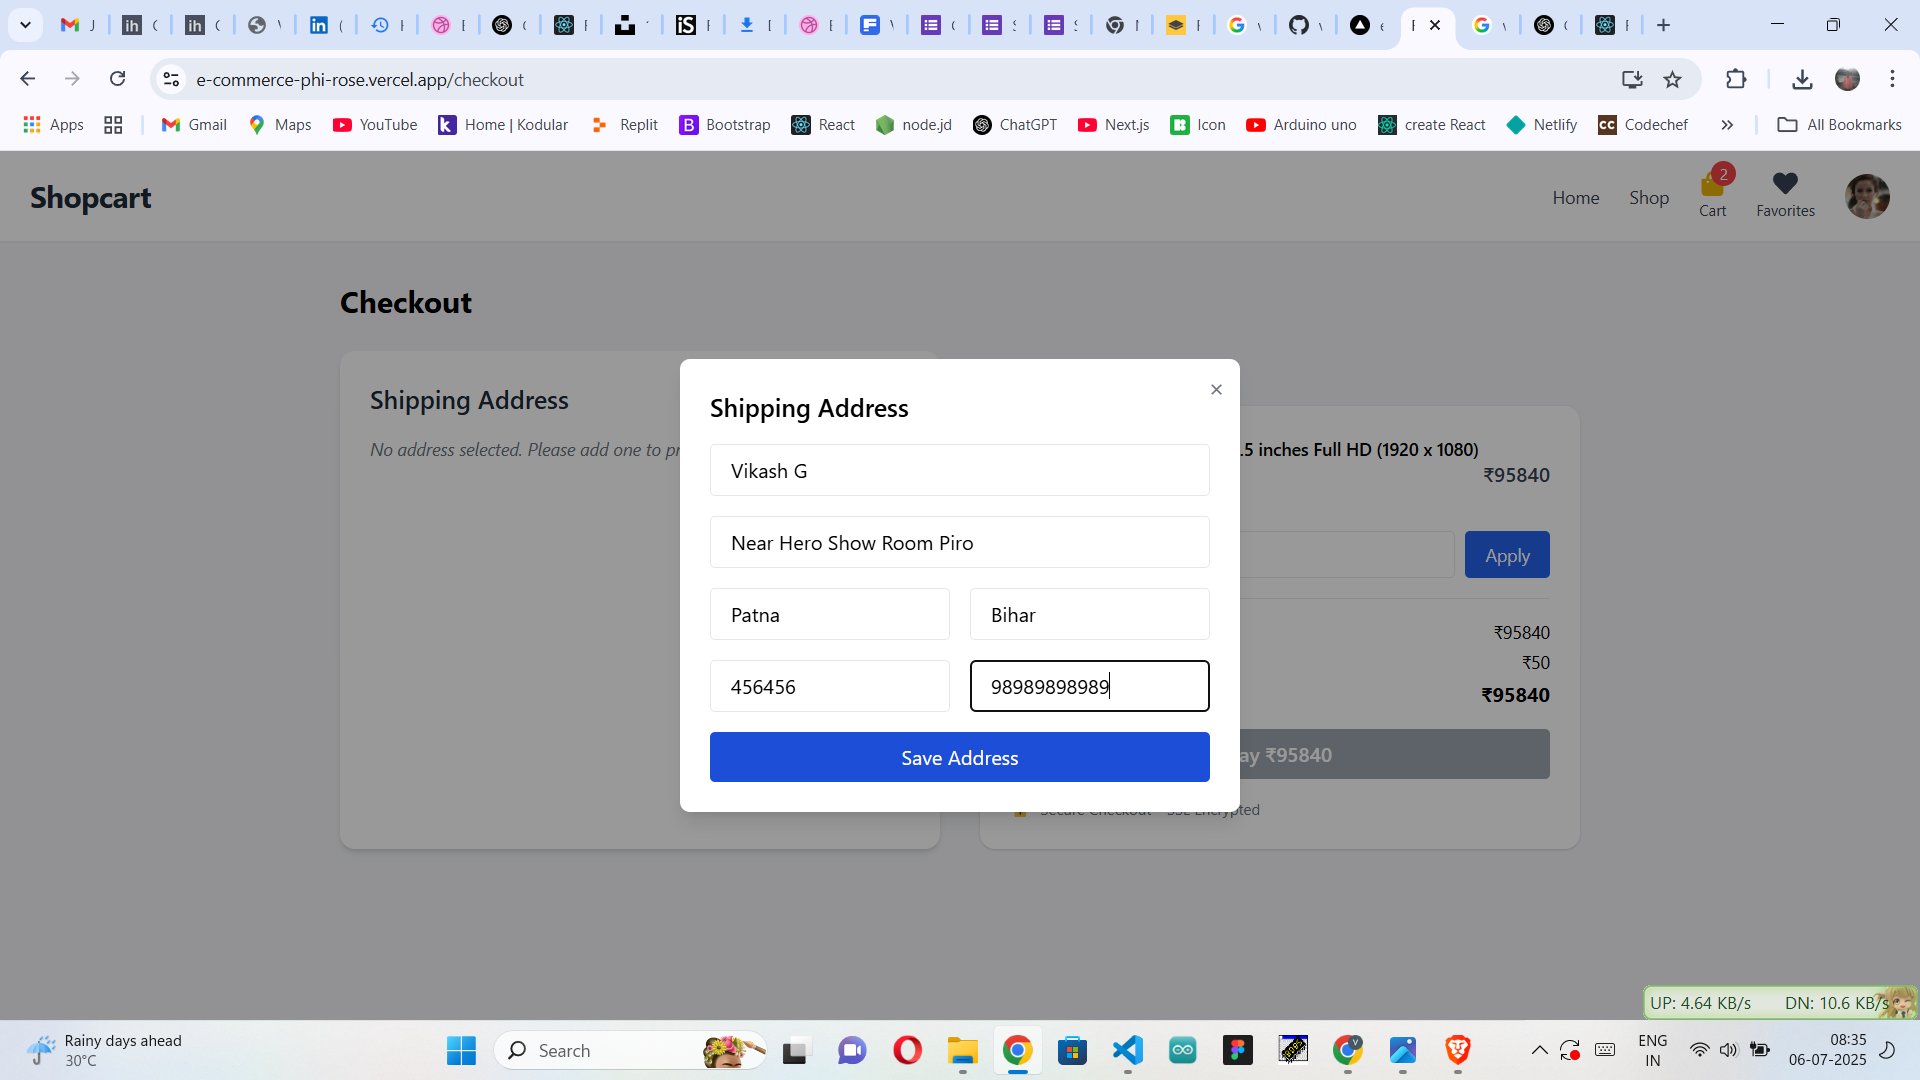 e-commerce-phi-rose.vercel.app/checkout
Apps
Gmail
Maps
YouTube
Home | Kodular
Replit
Bootstrap
React
node.jd
ChatGPT
Next.js
Icon
Arduino uno
create React
Netlify
Codechef
All Bookmarks
Shopcart
Home
Shop
2
Cart
Favorites
Checkout
Shipping Address
No address selected. Please add one to
.5 inches Full HD (1920 x 1080)
₹95840
Apply
₹95840
₹50
₹95840
ay ₹95840
Secure Checkout
SSL Encrypted
Shipping Address
Vikash G
Near Hero Show Room Piro
Patna
Bihar
456456
98989898989
Save Address
UP: 4.64 KB/s
DN: 10.6 KB/s
Rainy days ahead
30°C
Search
ENG
IN
08:35
06-07-2025